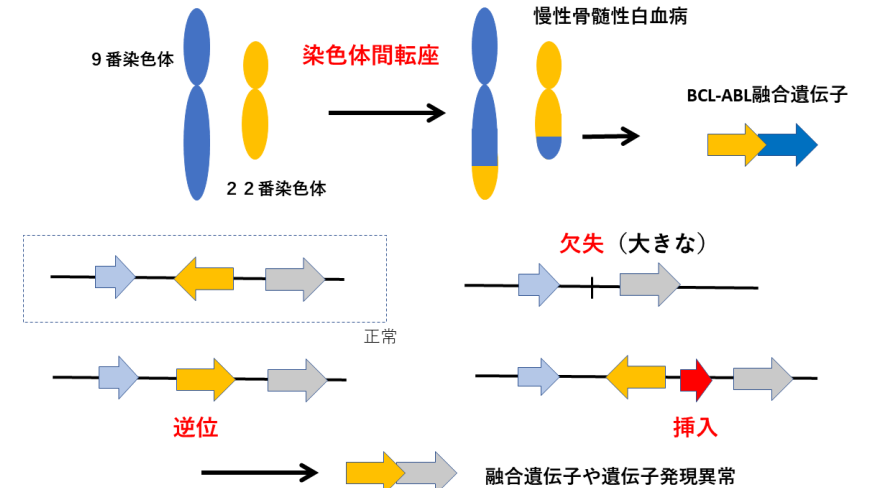 慢性骨髄性白血病
９番染色体
染色体間転座
BCL-ABL融合遺伝子
２２番染色体
欠失（大きな）
正常
逆位
挿入
融合遺伝子や遺伝子発現異常